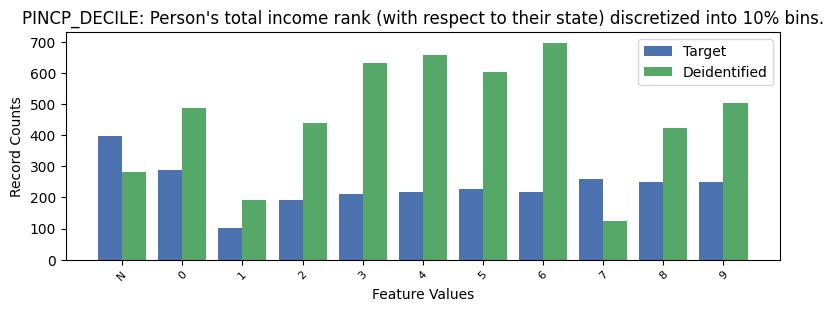 PINCP_DECILE: Person's total income rank (with respect to their state) discretized into 10% bins.
Target
Deidentified
Record Counts
700
600
500
400
300
200
100
0
N 0 1 2 3 4 5 6 7 8 9
Feature Values